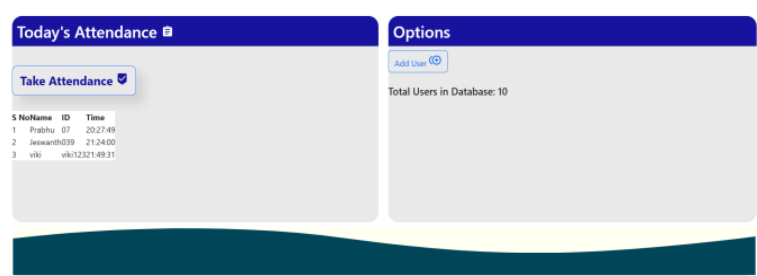 Today's Attendance
Take Attendance
S No Name ID Time
1 Prabhu 07 20:27:49
2 Jeswanth 039 21:24:00
3 viki viki123 21:49:31
Options
Add User
Total Users in Database: 10